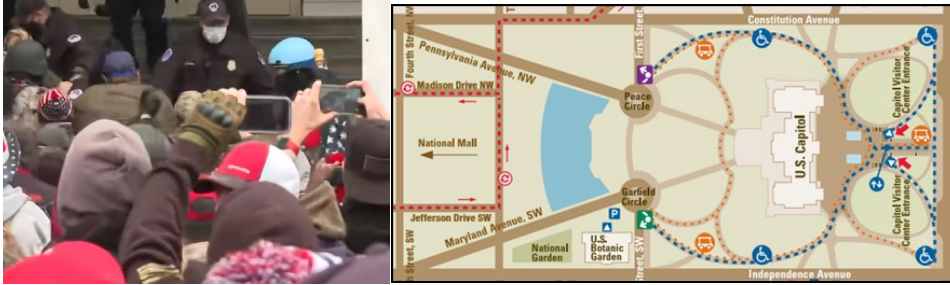 Constitution Avenue
Fourth Street, NW
First Street,
Pennsylvania Avenue, NW
Madison Drive NW
Peace
Circle
Capitol Visitor
Center Entrance
National Mall
U.S. Capitol
Garfield
Circle
Capitol Visitor
Center Entrance
Jefferson Drive SW
Maryland Avenue, SW
P
National
Garden
U.S.
Botanic
Garden
Street, SW
Independence Avenue